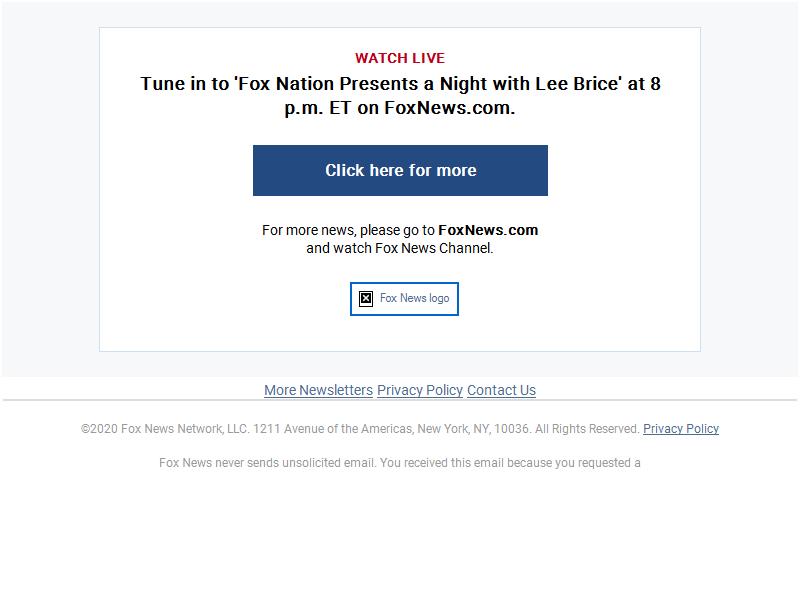 WATCH LIVE
Tune in to 'Fox Nation Presents a Night with Lee Brice' at 8
p.m. ET on FoxNews.com.
Click here for more
For more news, please go to FoxNews.com
and watch Fox News Channel.
Fox News logo
More Newsletters Privacy Policy Contact Us
©2020 Fox News Network, LLC. 1211 Avenue of the Americas, New York, NY, 10036. All Rights Reserved. Privacy Policy
Fox News never sends unsolicited email. You received this email because you requested a